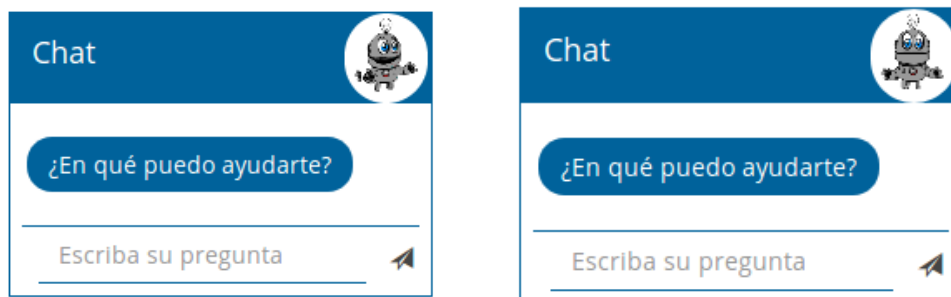 Chat
¿En qué puedo ayudarte?
Escriba su pregunta
Chat
¿En qué puedo ayudarte?
Escriba su pregunta